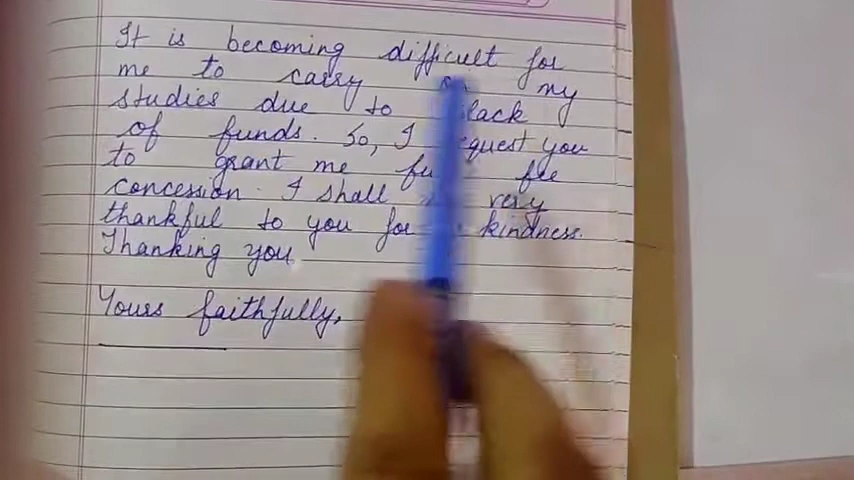 It is becoming difficult for
me to carry my
studies due to lack
of funds. So, I request you
to grant me fee
concession. I shall very
thankful to you for kindness.
Thanking you
Yours faithfully,